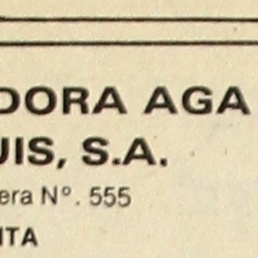 DORA AGA
UIS, S.A.
era Nº. 555
ITA